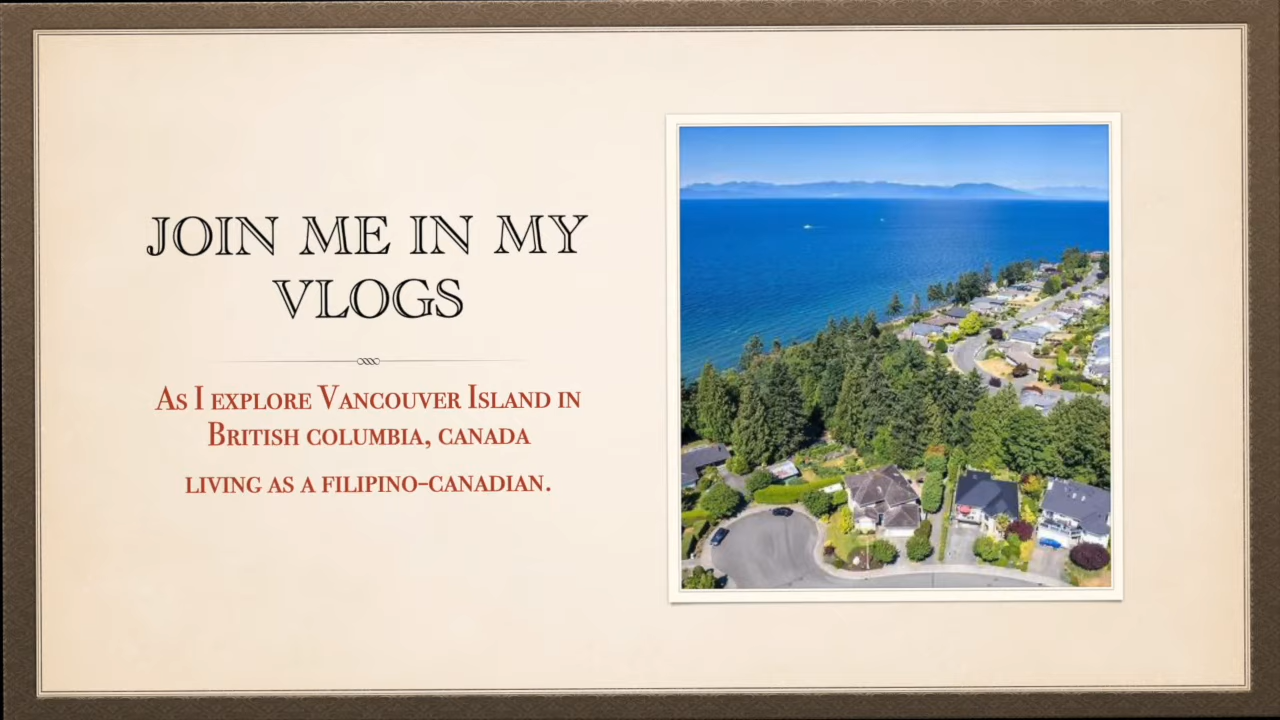 JOIN ME IN MY
VLOGS
As I explore Vancouver Island in
British columbia, canada
living as a filipino-canadian.